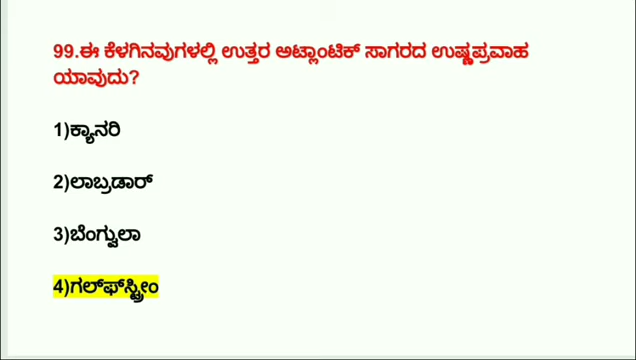 99.ಈ ಕೆಳಗಿನವುಗಳಲ್ಲಿ ಉತ್ತರ ಅಟ್ಲಾಂಟಿಕ್ ಸಾಗರದ ಉಷ್ಣಪ್ರವಾಹ
ಯಾವುದು?
1)ಕ್ಯಾನರಿ
2)ಲಾಬ್ರಡಾರ್
3)ಬೆಂಗ್ವುಲಾ
4)ಗಲ್ಫ್‌ಸ್ಟ್ರೀಂ